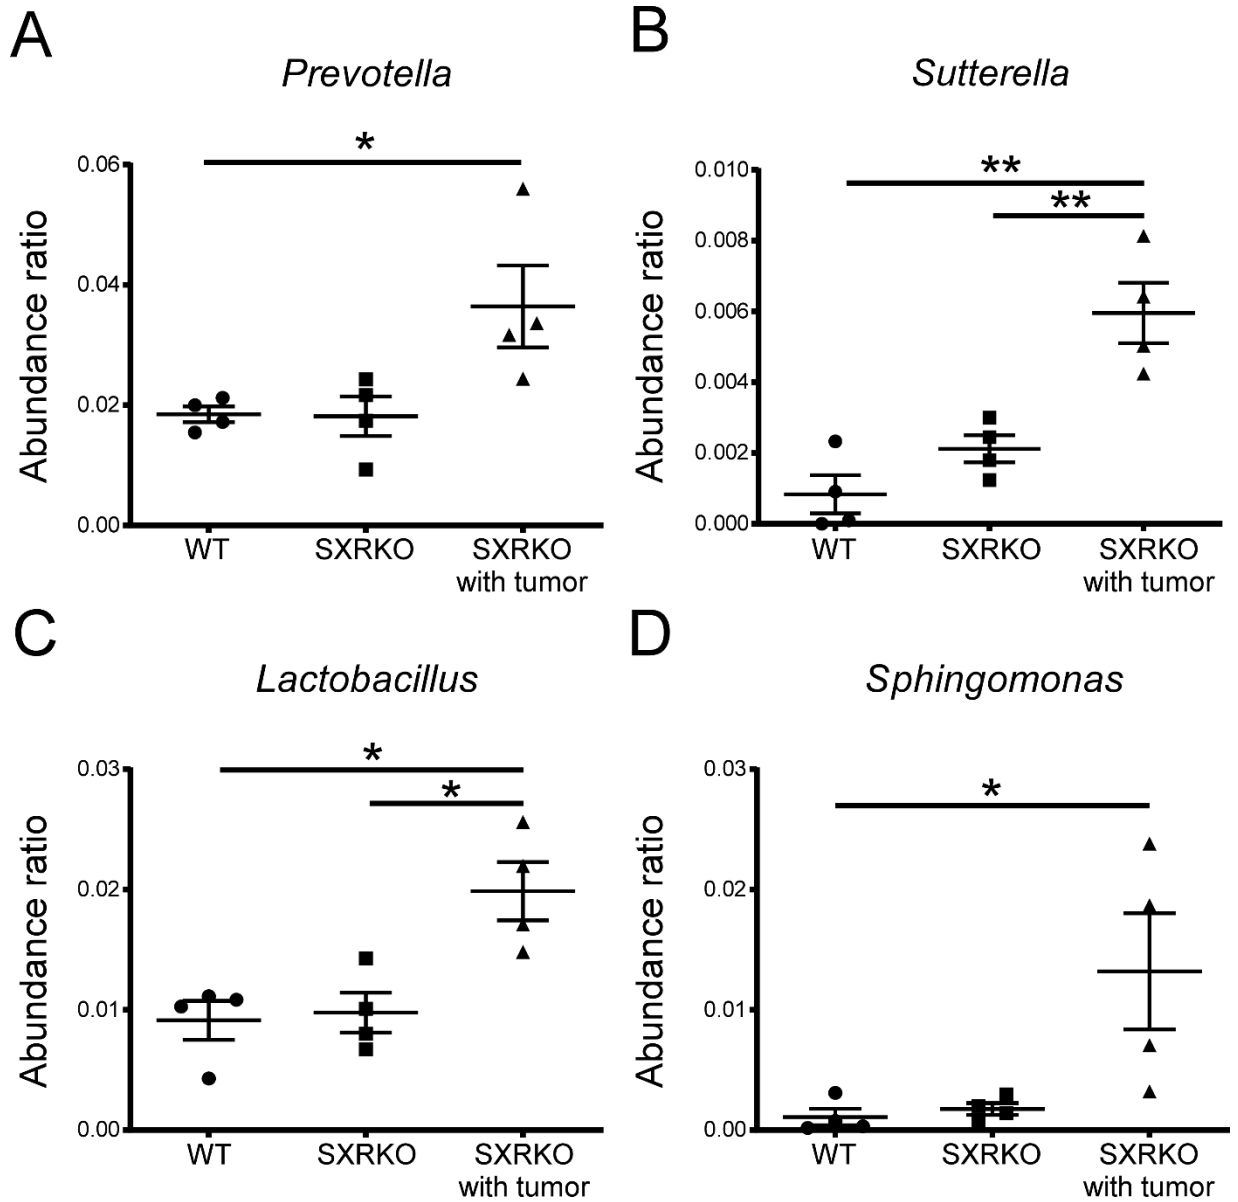 A
Prevotella
*
Abundance ratio
0.06
0.04
0.02
0.00
WT
SXRKO
SXRKO
with tumor
B
Sutterella
**
**
Abundance ratio
0.010
0.008
0.006
0.004
0.002
0.000
WT
SXRKO
SXRKO
with tumor
C
Lactobacillus
*
*
Abundance ratio
0.03
0.02
0.01
0.00
WT
SXRKO
SXRKO
with tumor
D
Sphingomonas
*
Abundance ratio
0.03
0.02
0.01
0.00
WT
SXRKO
SXRKO
with tumor